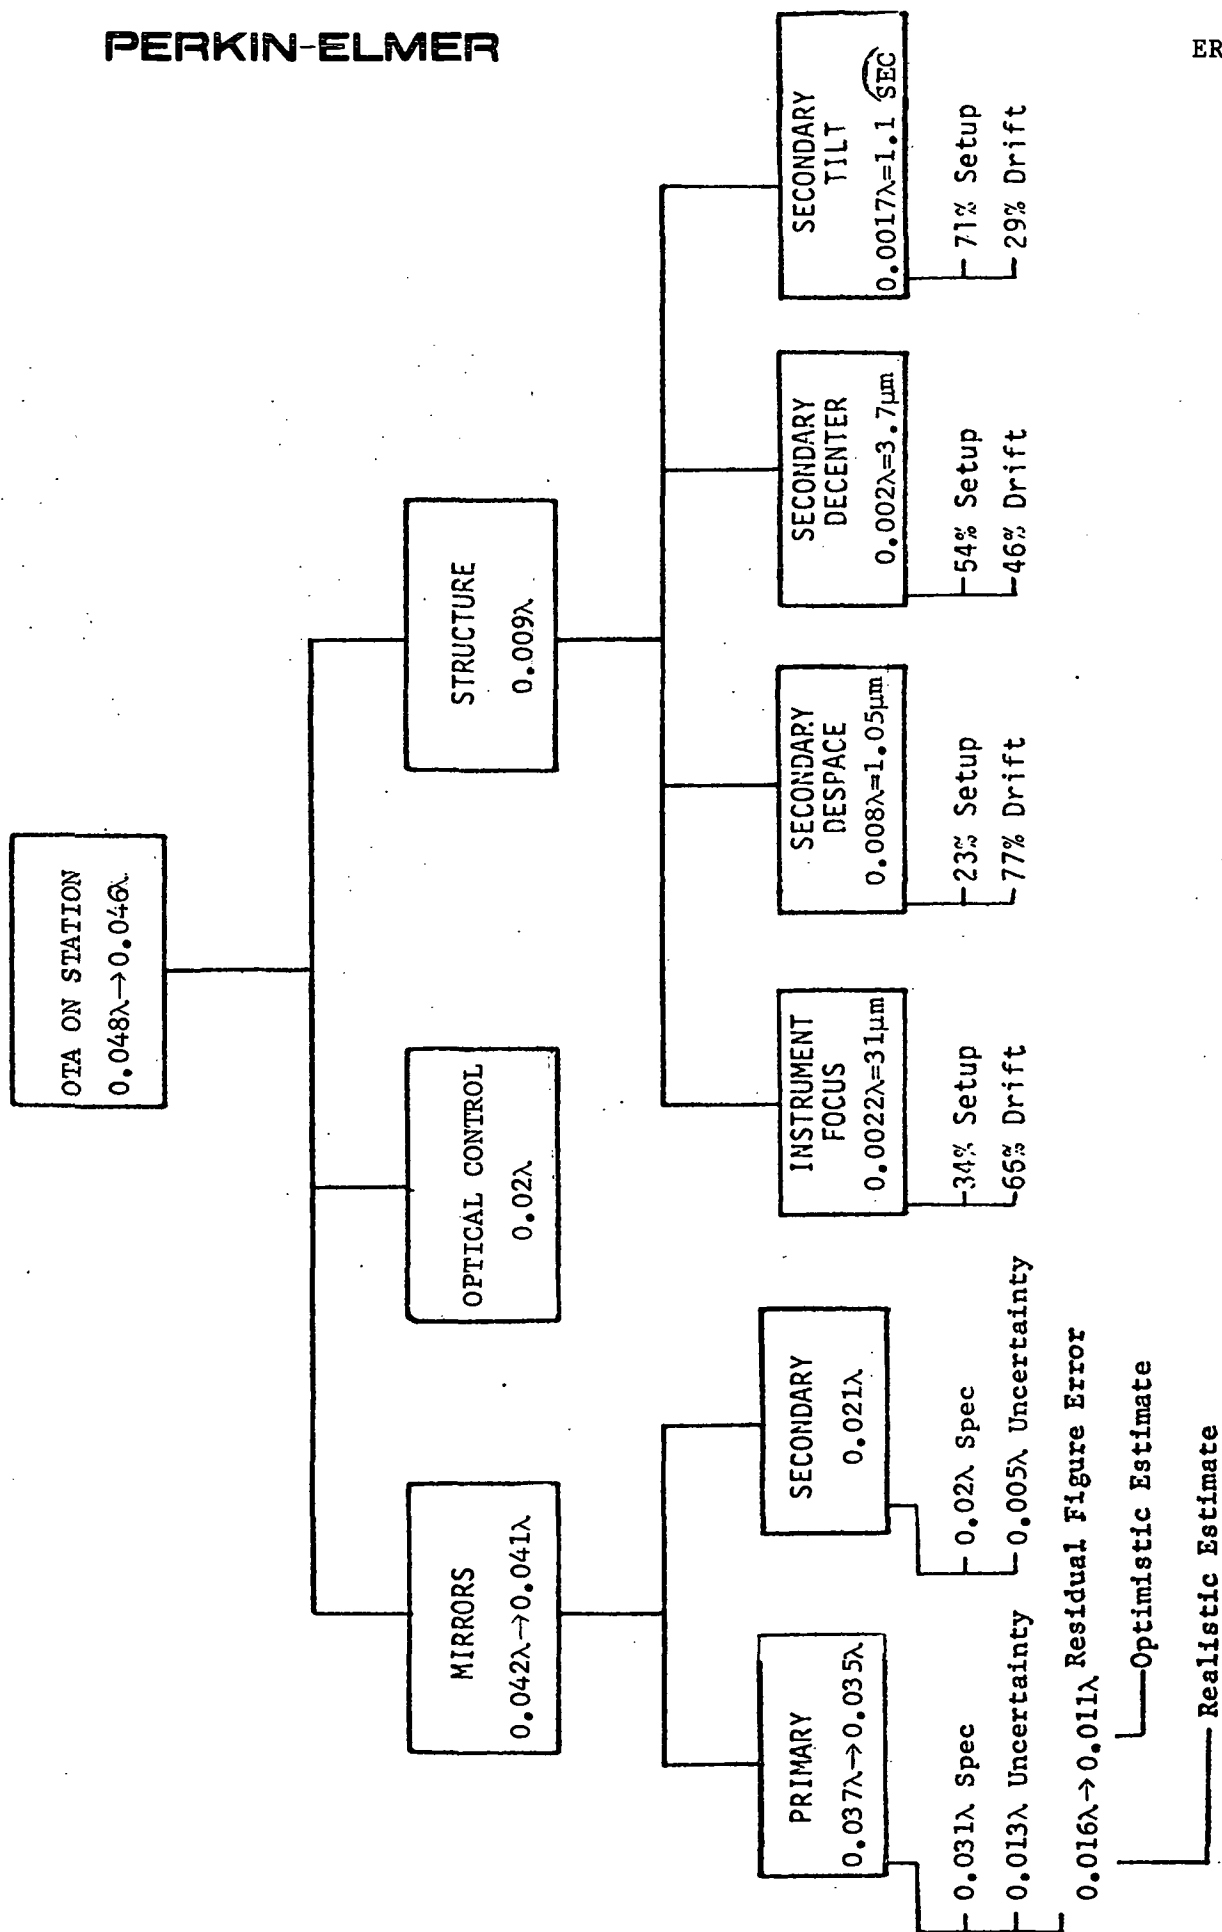 PERKIN-ELMER
ER
OTA ON STATION
0.048λ→0.046λ
MIRRORS
0.042λ→0.041λ
OPTICAL CONTROL
0.02λ
STRUCTURE
0.009λ
PRIMARY
0.037λ→0.035λ
0.031λ Spec
0.013λ Uncertainty
0.016λ→0.011λ Residual Figure Error
Optimistic Estimate
Realistic Estimate
SECONDARY
0.021λ
0.02λ Spec
0.005λ Uncertainty
INSTRUMENT
FOCUS
0.0022λ=31μm
34% Setup
66% Drift
SECONDARY
DESPACE
0.008λ=1.05μm
23% Setup
77% Drift
SECONDARY
DECENTER
0.002λ=3.7μm
54% Setup
46% Drift
SECONDARY
TILT
0.0017λ=1.1 SEC
71% Setup
29% Drift